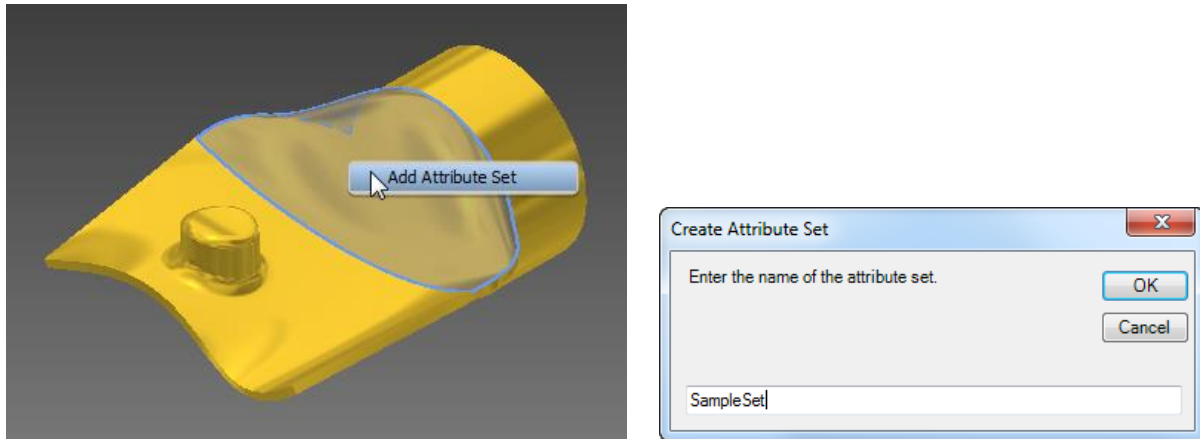 Add Attribute Set
Create Attribute Set
Enter the name of the attribute set.
OK
Cancel
SampleSet